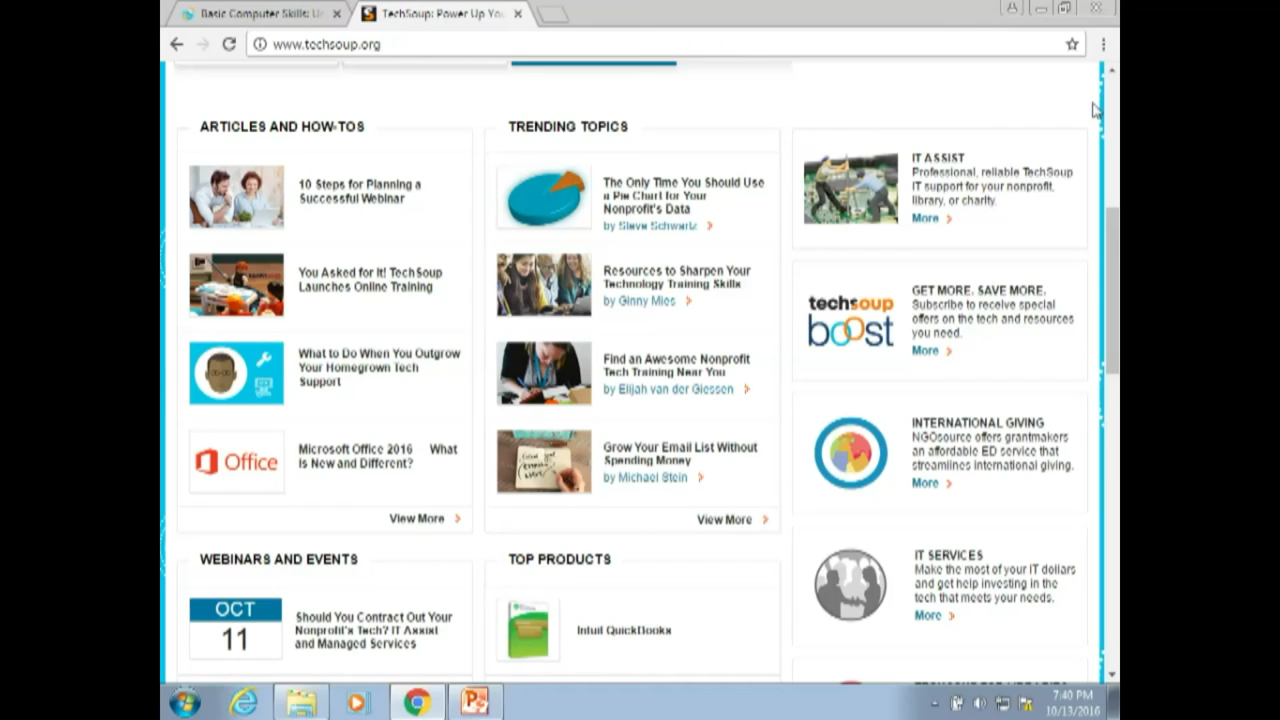 Basic Computer Skills: U
TechSoup: Power Up You
www.techsoup.org
ARTICLES AND HOW-TOS
10 Steps for Planning a
Successful Webinar
You Asked for It! TechSoup
Launches Online Training
What to Do When You Outgrow
Your Homegrown Tech
Support
Office
Microsoft Office 2016 What
Is New and Different?
View More
TRENDING TOPICS
The Only Time You Should Use
a Pie Chart for Your
Nonprofit's Data
by Steve Schwartz
Resources to Sharpen Your
Technology Training Skills
by Ginny Mies
Find an Awesome Nonprofit
Tech Training Near You
by Elijah van der Giessen
Grow Your Email List Without
Spending Money
by Michael Stein
View More
IT ASSIST
Professional, reliable TechSoup
IT support for your nonprofit,
library, or charity.
More
techsoup
boost
GET MORE. SAVE MORE.
Subscribe to receive special
offers on the tech and resources
you need.
More
INTERNATIONAL GIVING
NGOsource offers grantmakers
an affordable ED service that
streamlines international giving.
More
IT SERVICES
Make the most of your IT dollars
and get help investing in the
tech that meets your needs.
More
WEBINARS AND EVENTS
OCT
11
Should You Contract Out Your
Nonprofit's Tech? IT Assist
and Managed Services
TOP PRODUCTS
Intuit QuickBooks
7:40 PM
10/13/2016